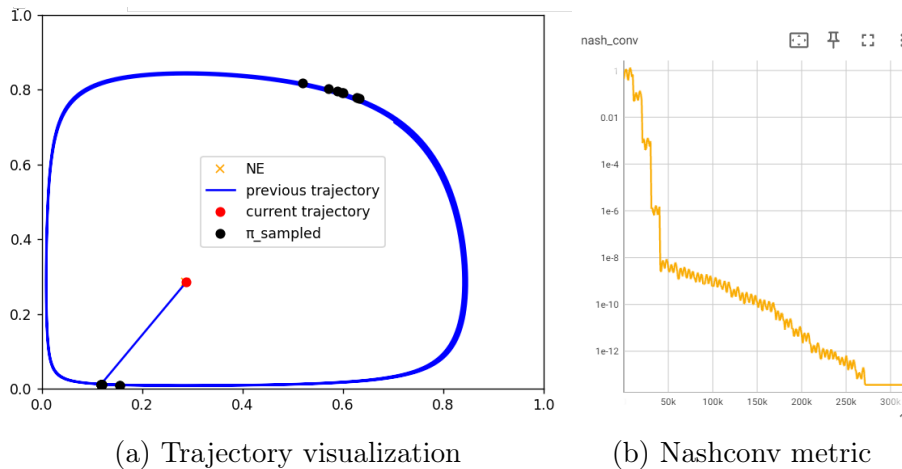 1.0
0.8
0.6
0.4
0.2
0.0
0.0
0.2
0.4
0.6
0.8
1.0
NE
previous trajectory
current trajectory
π_sampled
(a) Trajectory visualization
nash_conv
1
0.01
1e-4
1e-6
1e-8
1e-10
1e-12
50k
100k
150k
200k
250k
300k
(b) Nashconv metric